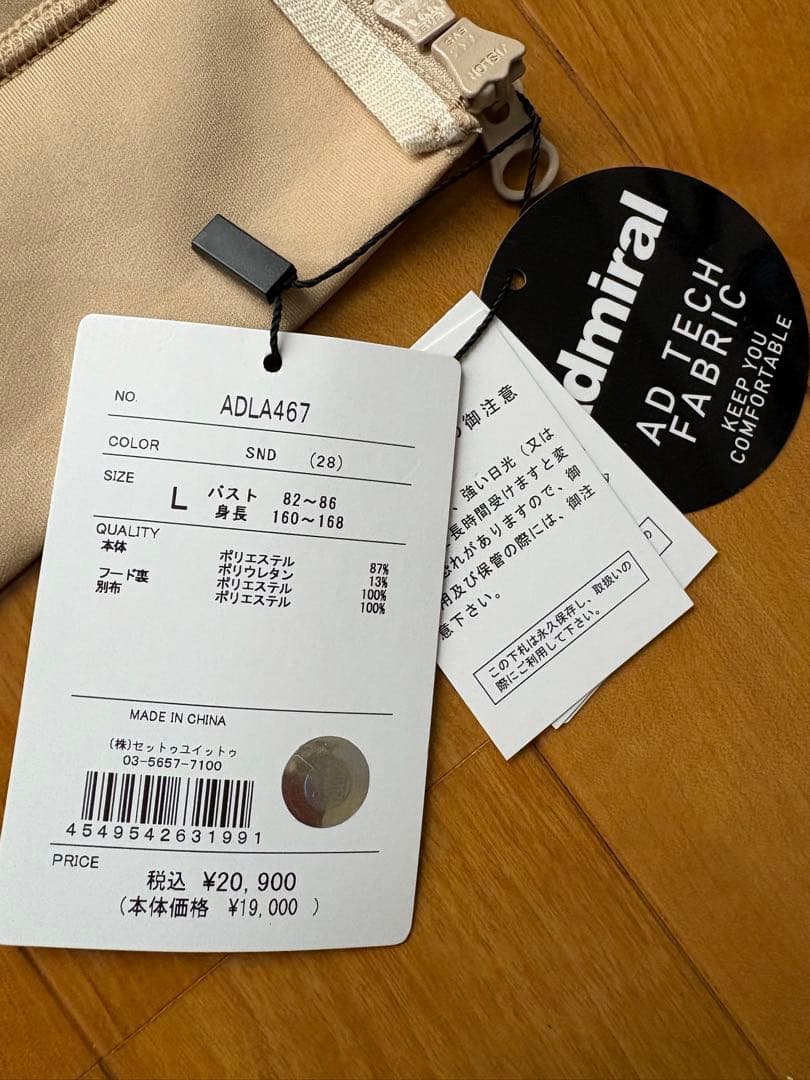 NO. ADLA467
COLOR SND (28)
SIZE L バスト 82〜86
身長 160〜168
QUALITY
本体 ポリエステル 87%
ポリウレタン 13%
フード裏 ポリエステル 100%
別布 ポリエステル 100%
MADE IN CHINA
(株)セットゥユイットゥ
03-5657-7100
4549542631991
PRICE
税込 ¥20,900
(本体価格 ¥19,000 )
御注意
、強い日光(又は
長時間受けますと変
れがありますので、御
用及び保管の際には、御注
意下さい。
この下札は永久保存し、取扱いの
際にご利用して下さい。
Admiral
AD TECH
FABRIC
KEEP YOU
COMFORTABLE
VISLON